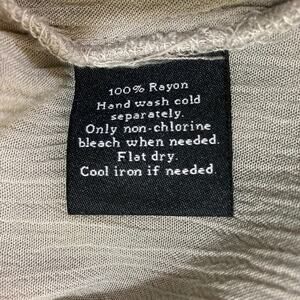 100% Rayon
Hand wash cold
separately.
Only non-chlorine
bleach when needed.
Flat dry.
Cool iron if needed.